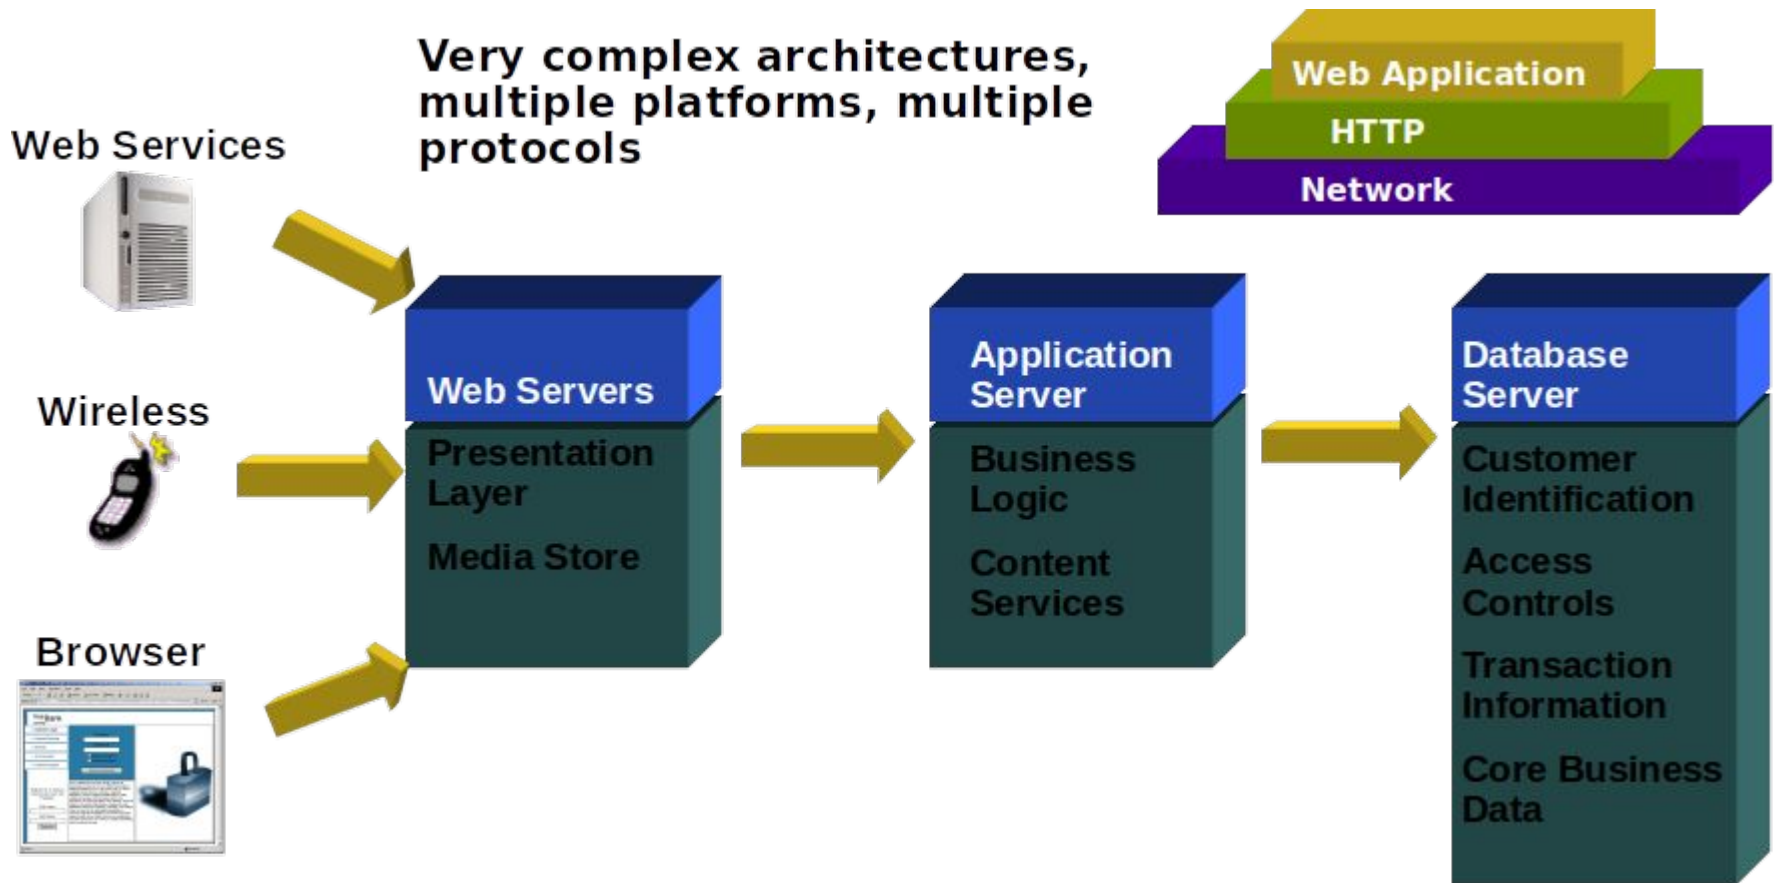 Very complex architectures,
multiple platforms, multiple
protocols
Web Application
HTTP
Network
Web Services
Wireless
Browser
Web Servers
Presentation
Layer
Media Store
Application
Server
Business
Logic
Content
Services
Database
Server
Customer
Identification
Access
Controls
Transaction
Information
Core Business
Data